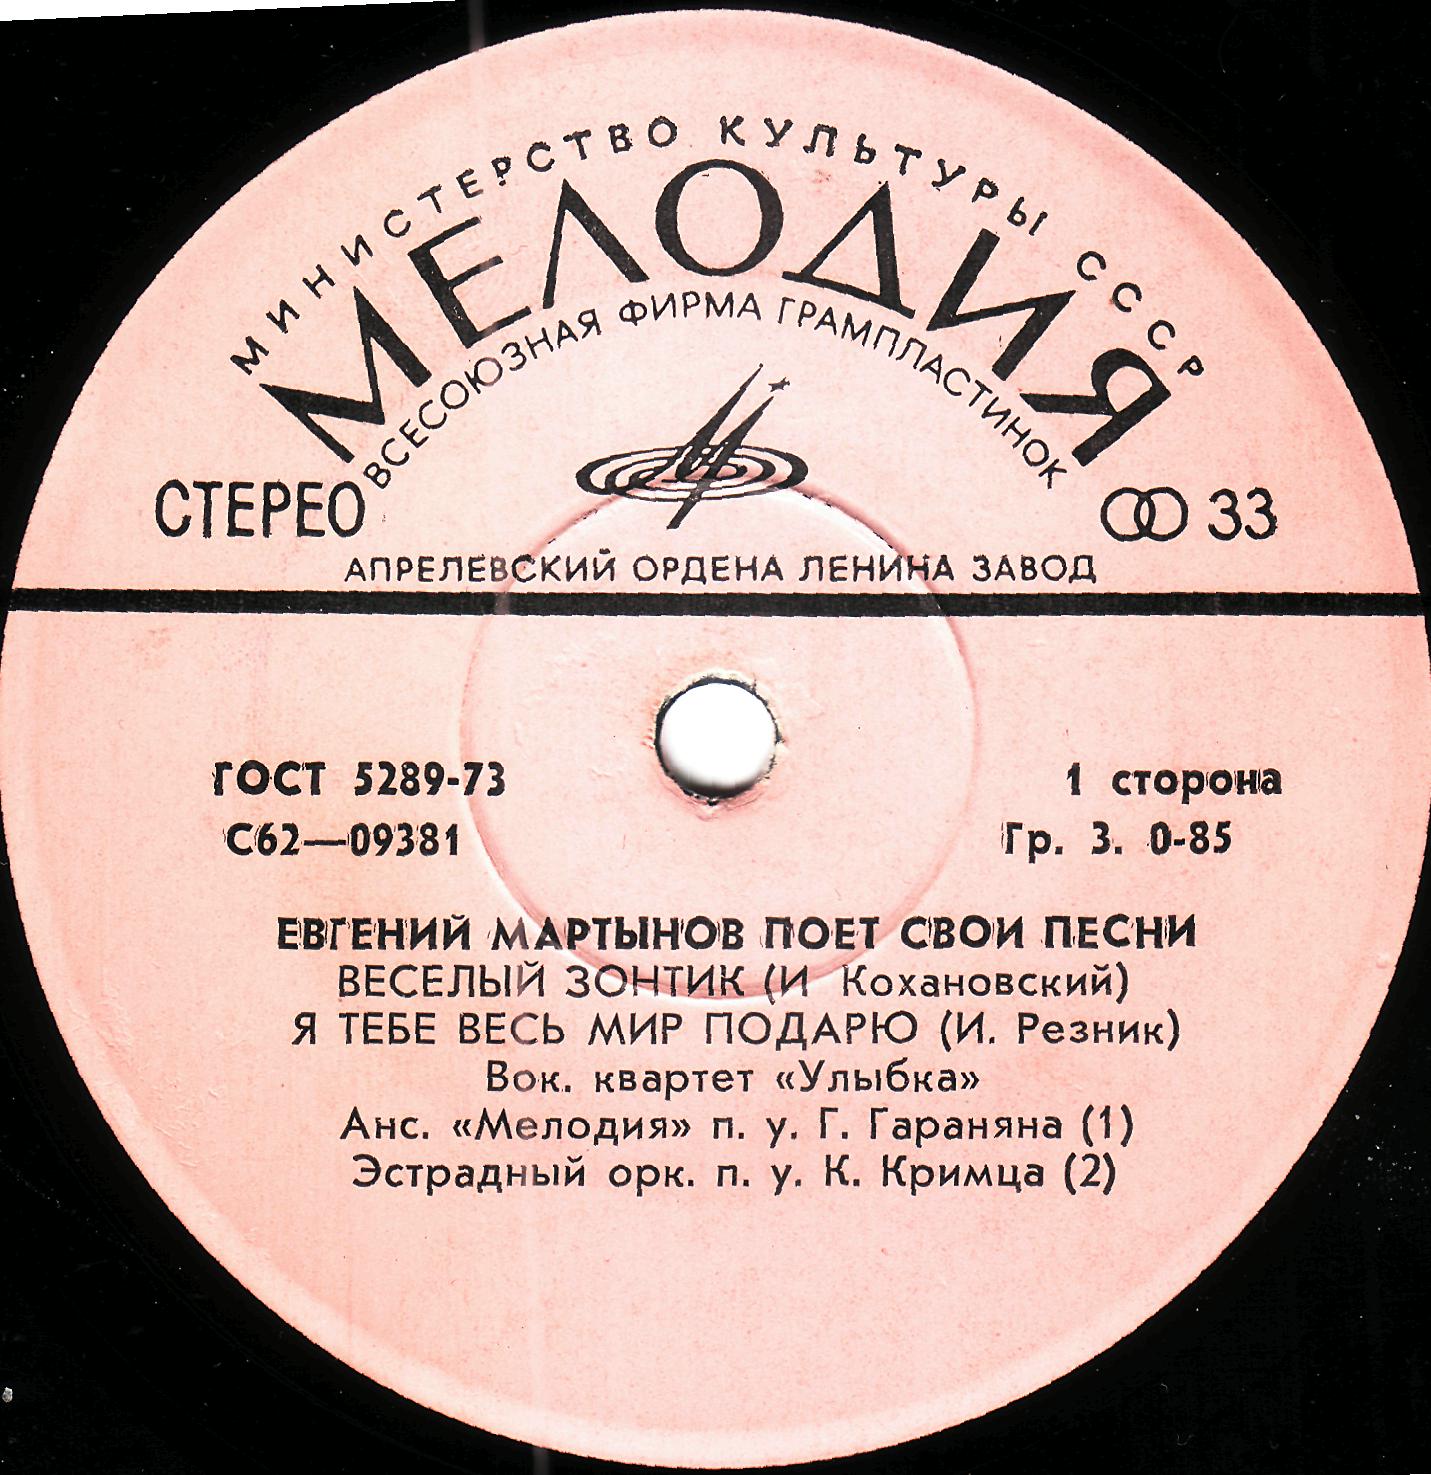 МИНИСТЕРСТВО КУЛЬТУРЫ СССР
МЕЛОДИЯ
ВСЕСОЮЗНАЯ ФИРМА ГРАМПЛАСТИНОК
СТЕРЕО
33
АПРЕЛЕВСКИЙ ОРДЕНА ЛЕНИНА ЗАВОД
ГОСТ 5289-73
1 сторона
С62—09381
Гр. 3. 0-85
ЕВГЕНИЙ МАРТЫНОВ ПОЕТ СВОИ ПЕСНИ
ВЕСЕЛЫЙ ЗОНТИК (И Кохановский)
Я ТЕБЕ ВЕСЬ МИР ПОДАРЮ (И. Резник)
Вок. квартет «Улыбка»
Анс. «Мелодия» п. у. Г. Гараняна (1)
Эстрадный орк. п. у. К. Кримца (2)